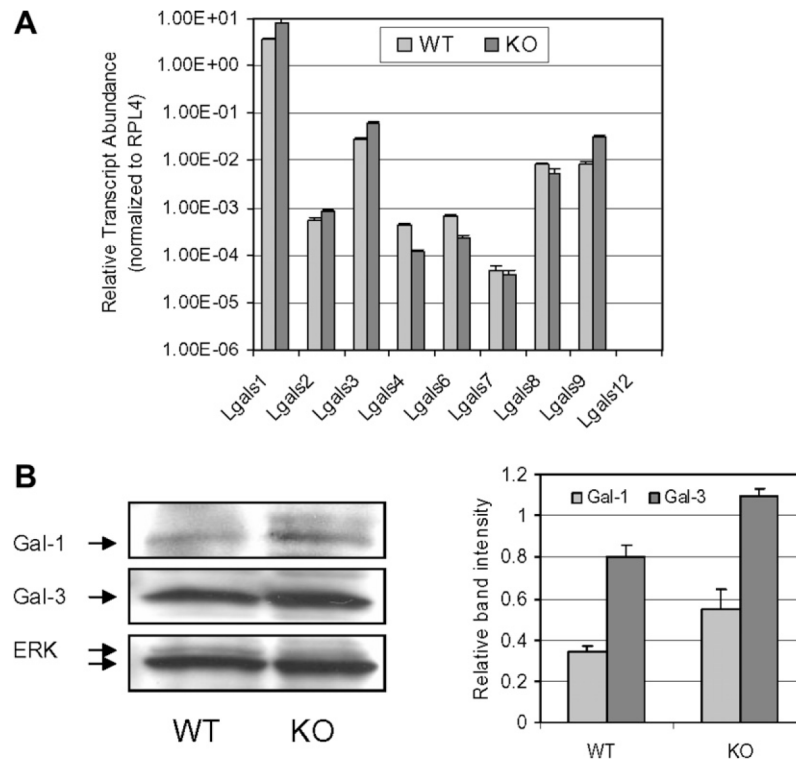 A
Relative Transcript Abundance
(normalized to RPL4)
1.00E+01
1.00E+00
1.00E-01
1.00E-02
1.00E-03
1.00E-04
1.00E-05
1.00E-06
WT KO
Lgals1 Lgals2 Lgals3 Lgals4 Lgals6 Lgals7 Lgals8 Lgals9 Lgals12
B
Gal-1
Gal-3
ERK
WT KO
Relative band intensity
1.2
1
0.8
0.6
0.4
0.2
0
Gal-1 Gal-3
WT KO